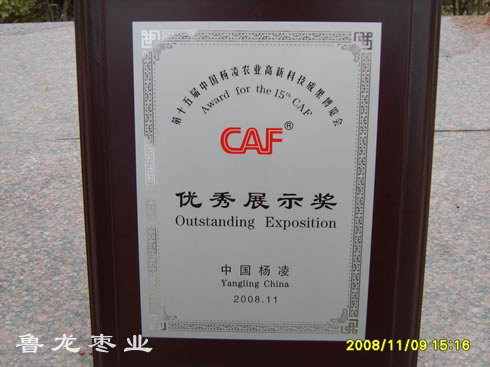 第十五届中国杨凌农业高新科技成果博览会
Award for the 15th CAF
CAF®
优秀展示奖
Outstanding Exposition
中国杨凌
Yangling China
2008.11
鲁龙枣业
2008/11/09 15:16